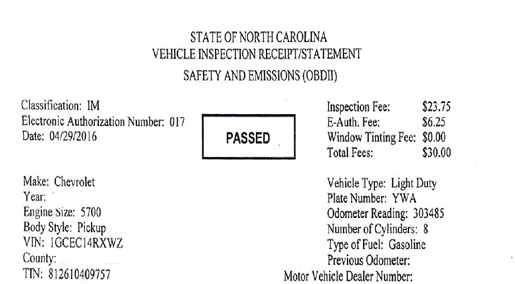 STATE OF NORTH CAROLINA
VEHICLE INSPECTION RECEIPT/STATEMENT
SAFETY AND EMISSIONS (OBDII)
Classification: IM
Electronic Authorization Number: 017
Date: 04/29/2016
PASSED
Inspection Fee: $23.75
E-Auth. Fee: $6.25
Window Tinting Fee: $0.00
Total Fees: $30.00
Make: Chevrolet
Year:
Engine Size: 5700
Body Style: Pickup
VIN: 1GCEC14RXWZ
County:
TIN: 812610409757
Vehicle Type: Light Duty
Plate Number: YWA
Odometer Reading: 303485
Number of Cylinders: 8
Type of Fuel: Gasoline
Previous Odometer:
Motor Vehicle Dealer Number: